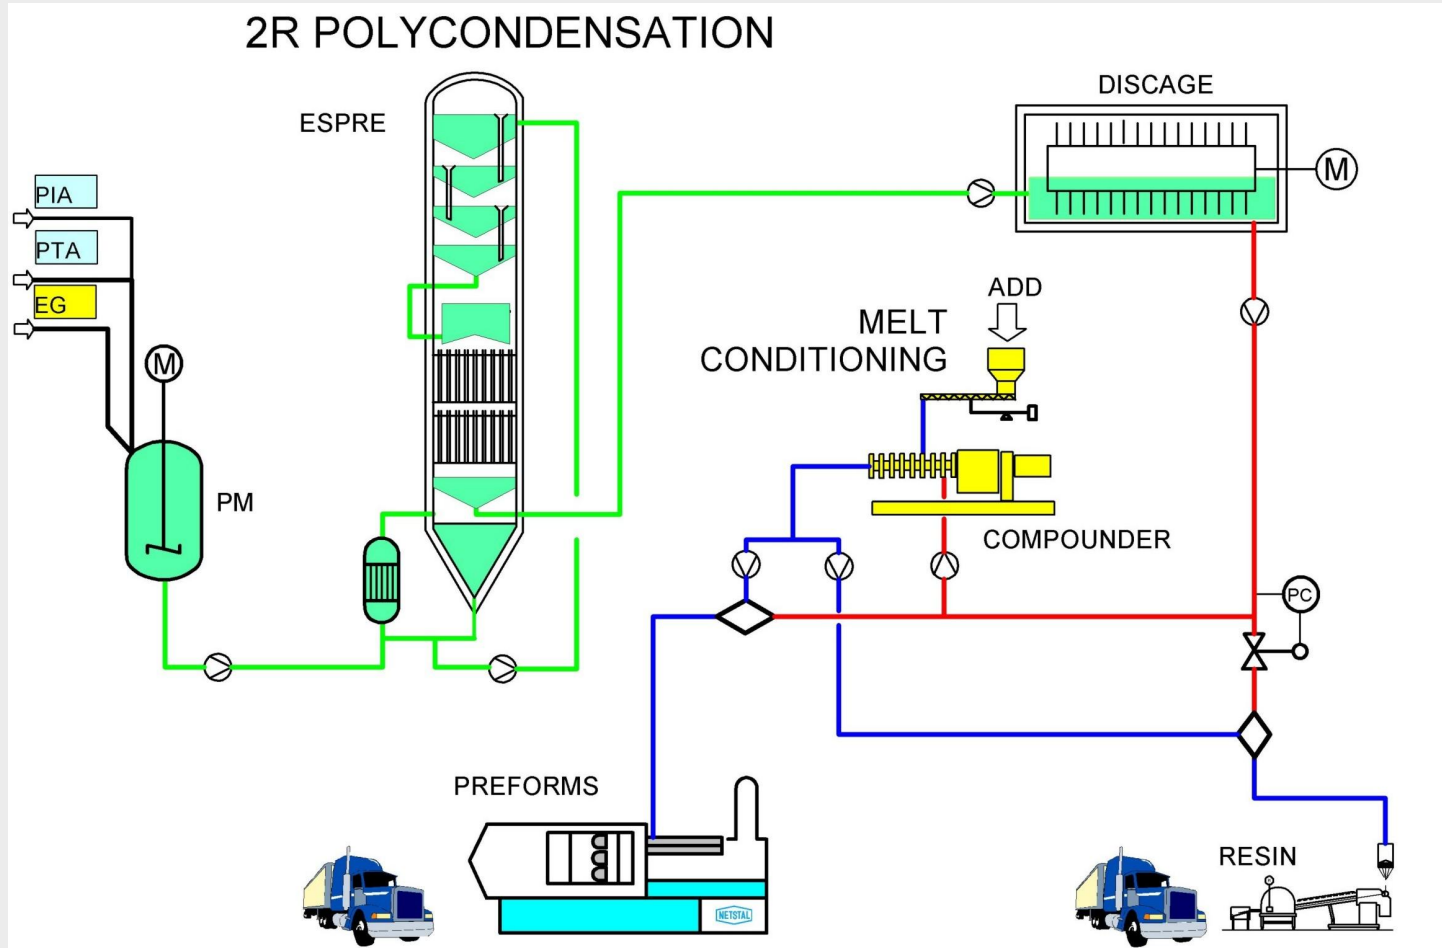 2R POLYCONDENSATION
DISCAGE
ESPRE
M
PIA
PTA
EG
ADD
MELT
CONDITIONING
M
PM
COMPOUNDER
PC
PREFORMS
RESIN
NETSTAL